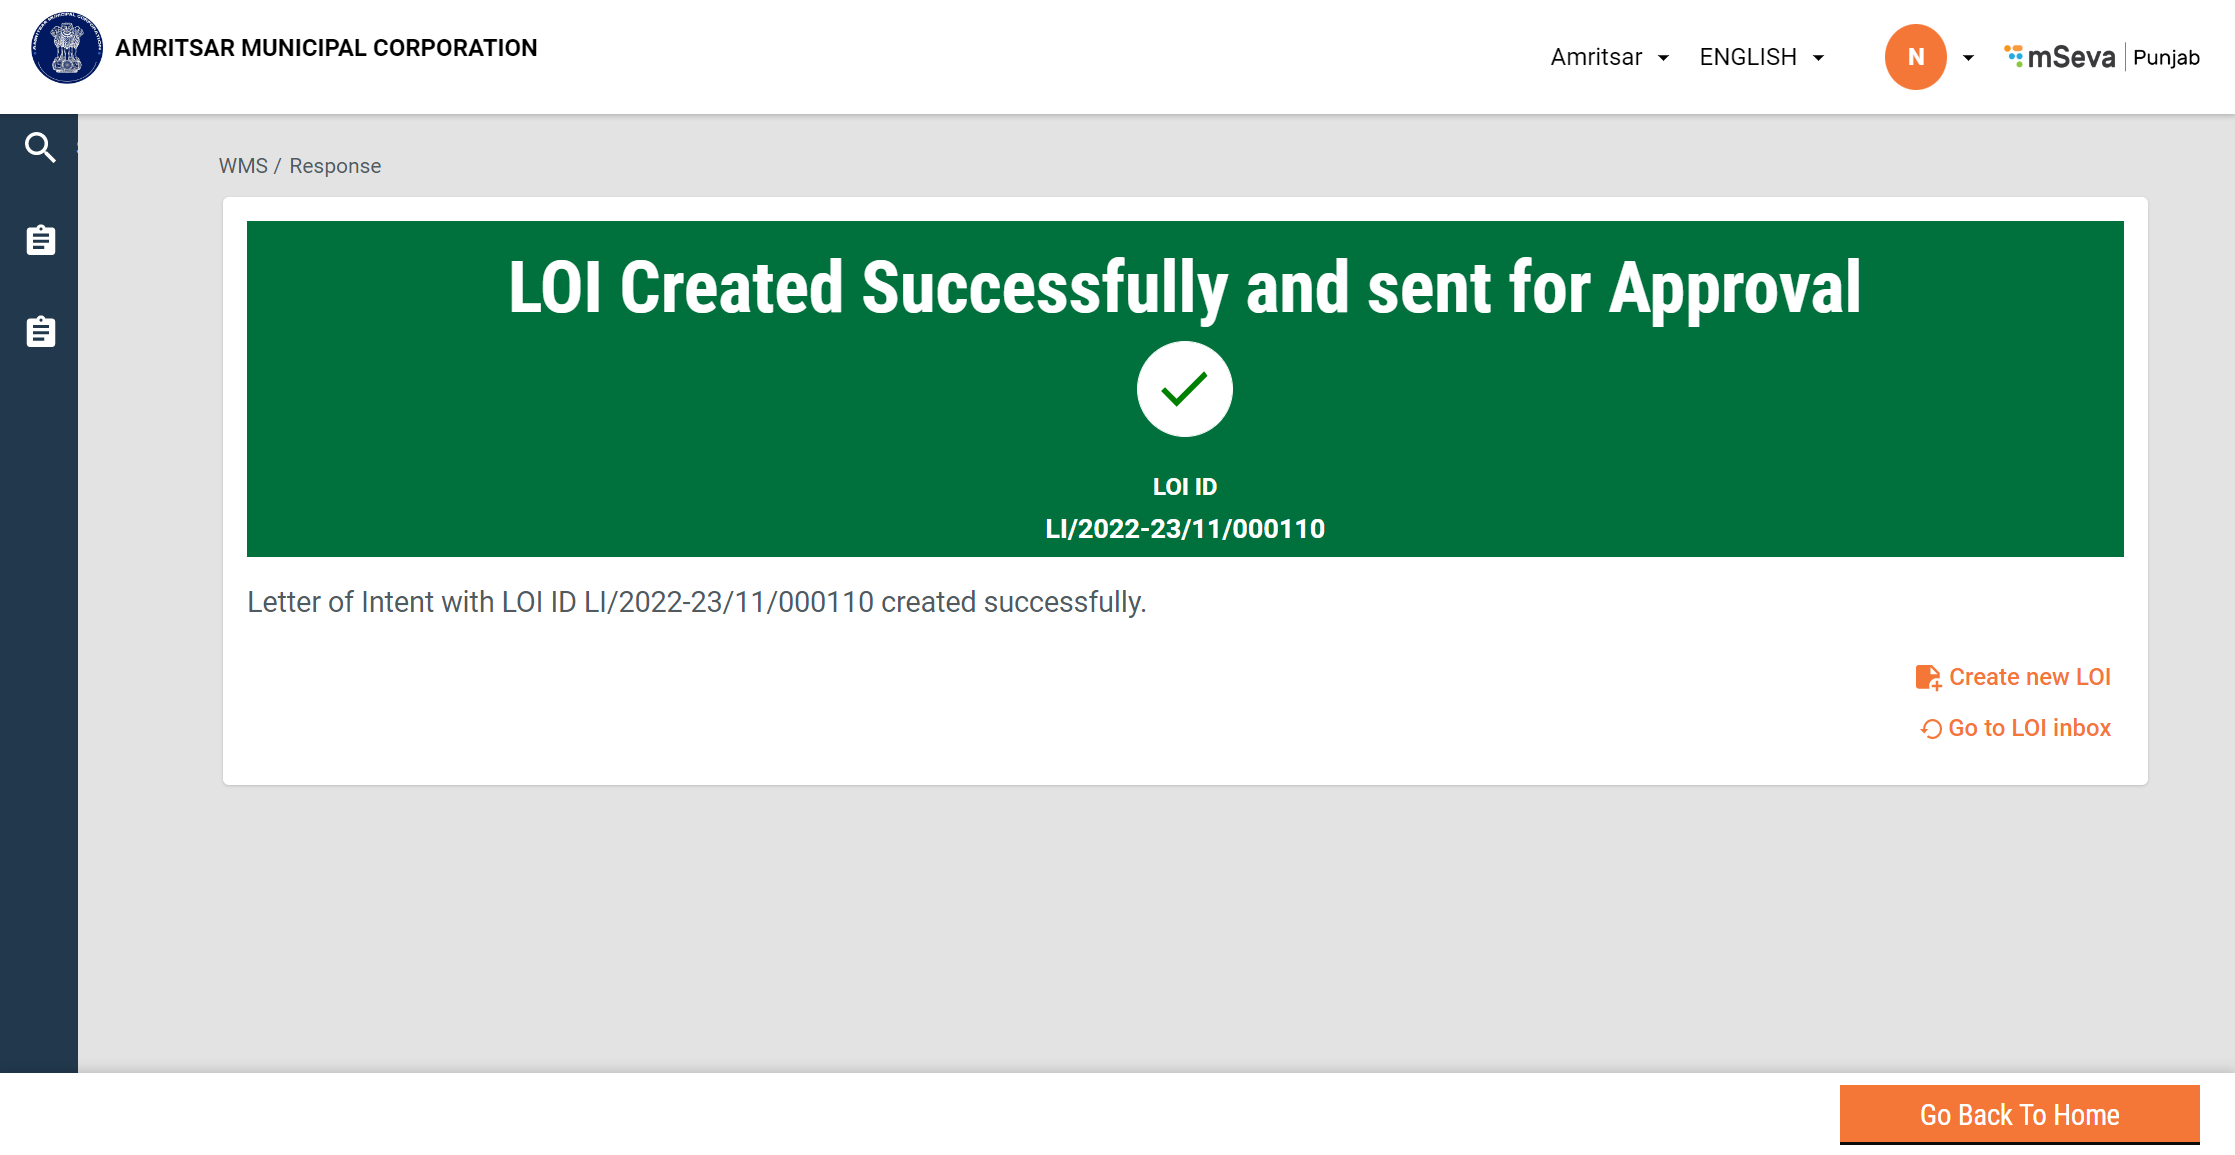 AMRITSAR MUNICIPAL CORPORATION
Amritsar
ENGLISH
N
mSeva | Punjab
WMS / Response
LOI Created Successfully and sent for Approval
LOI ID
LI/2022-23/11/000110
Letter of Intent with LOI ID LI/2022-23/11/000110 created successfully.
Create new LOI
Go to LOI inbox
Go Back To Home